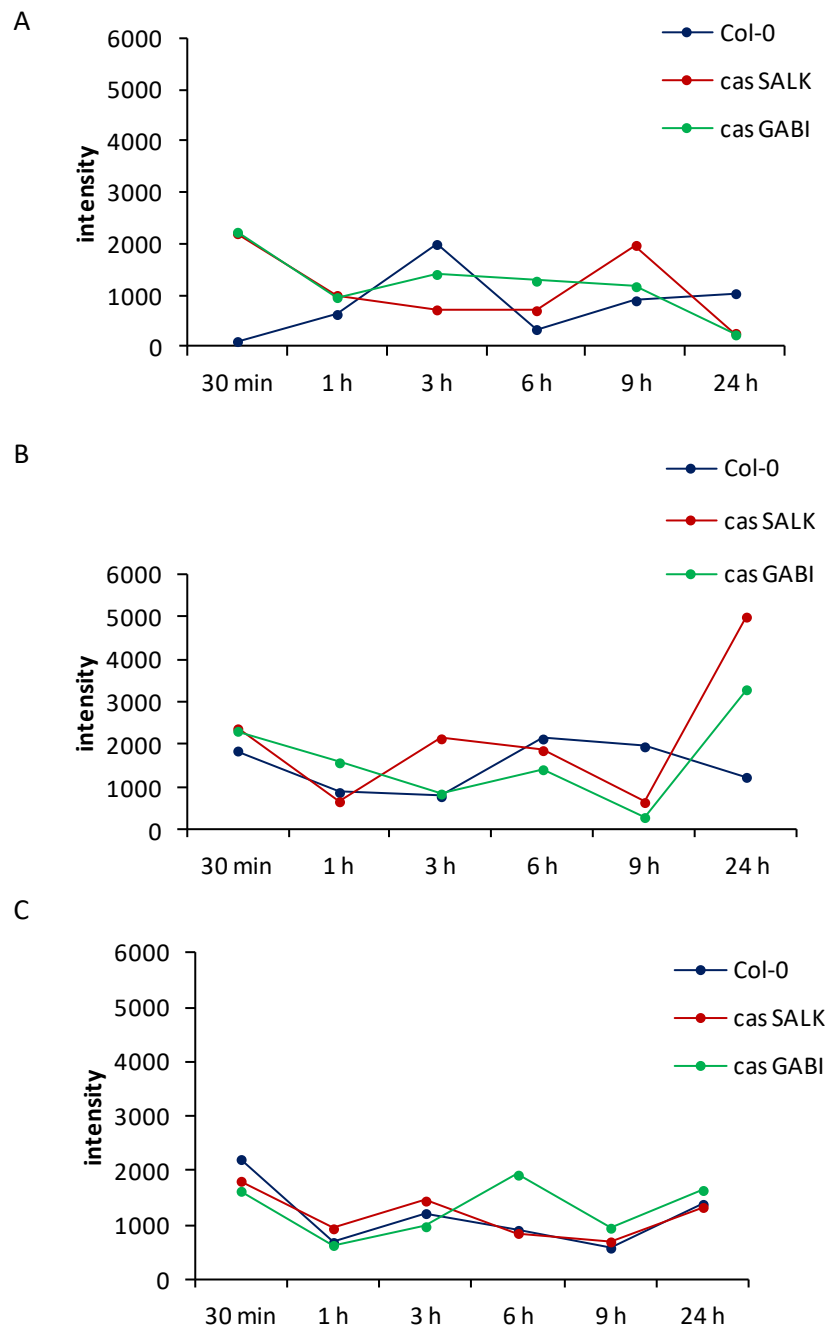 A
Col-0
cas SALK
cas GABI
6000
5000
4000
3000
2000
1000
0
intensity
30 min 1 h 3 h 6 h 9 h 24 h
B
Col-0
cas SALK
cas GABI
6000
5000
4000
3000
2000
1000
0
intensity
30 min 1 h 3 h 6 h 9 h 24 h
C
Col-0
cas SALK
cas GABI
6000
5000
4000
3000
2000
1000
0
intensity
30 min 1 h 3 h 6 h 9 h 24 h